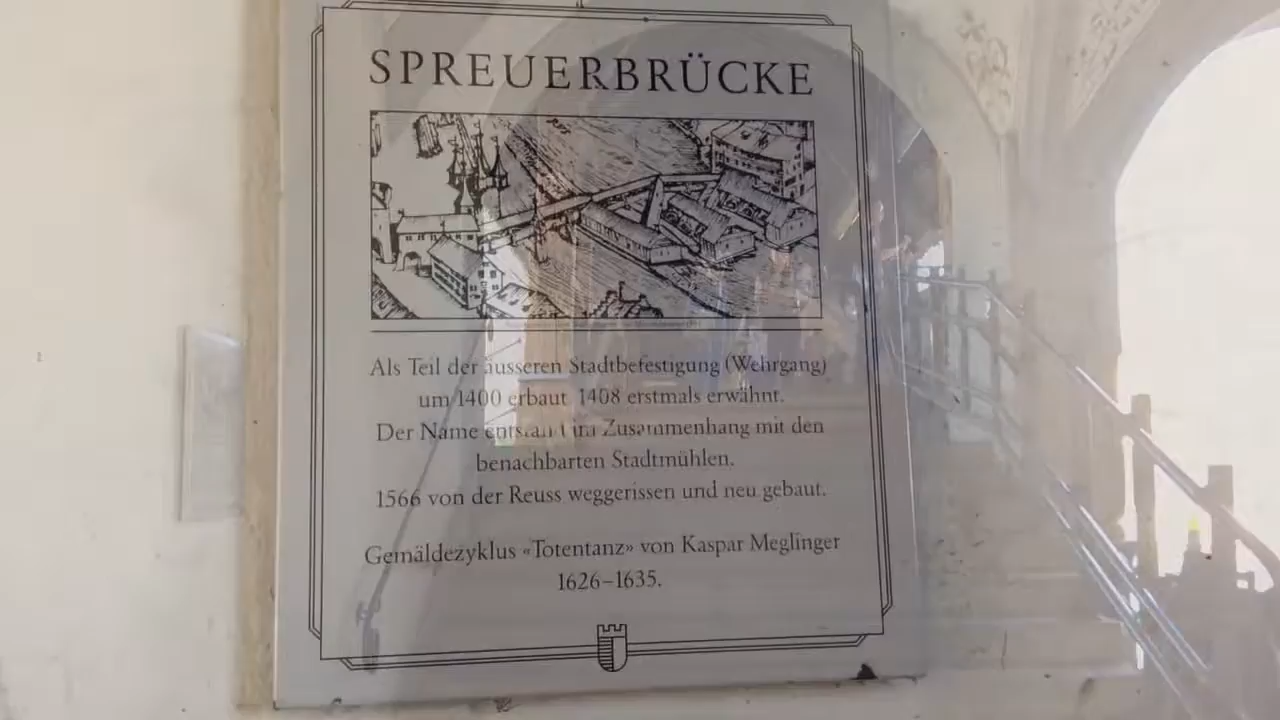 SPREUERBRÜCKE
Als Teil der äusseren Stadtbefestigung (Wehrgang)
um 1400 erbaut 1408 erstmals erwähnt.
Der Name entstand im Zusammenhang mit den
benachbarten Stadtmühlen.
1566 von der Reuss weggerissen und neu gebaut.
Gemäldezyklus «Totentanz» von Kaspar Meglinger
1626–1635.